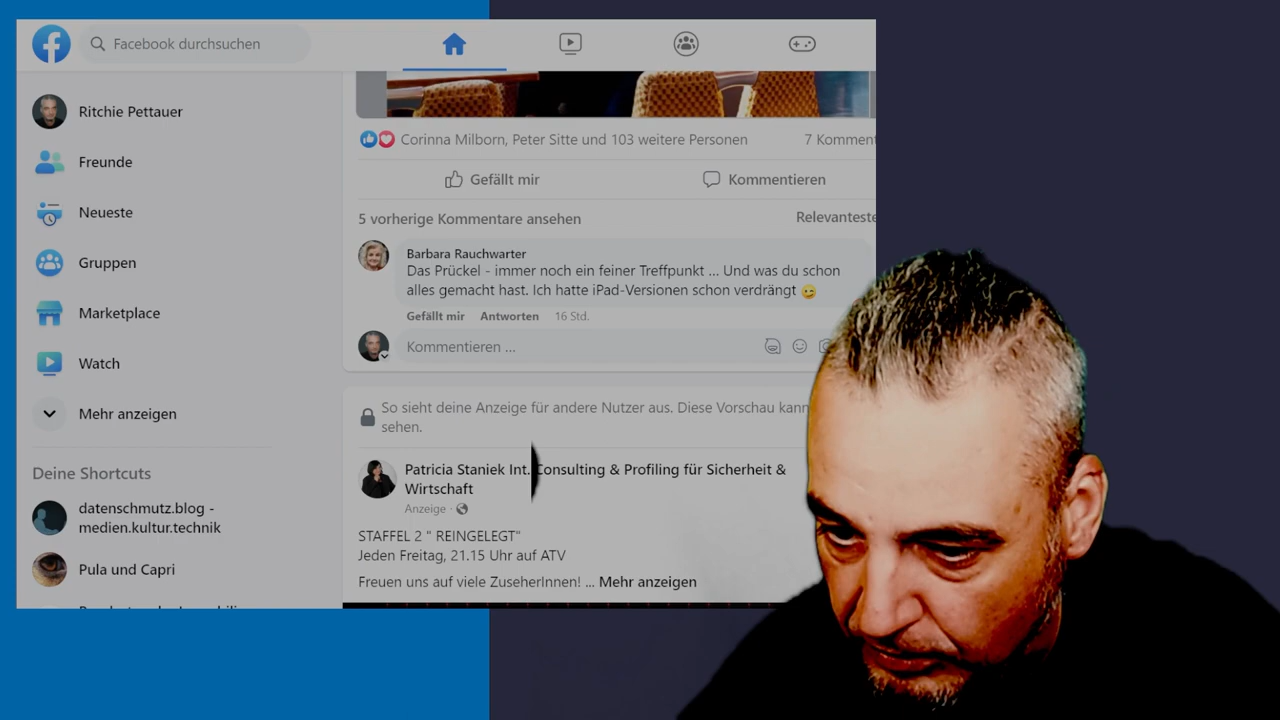 Facebook durchsuchen
Ritchie Pettauer
Freunde
Neueste
Gruppen
Marketplace
Watch
Mehr anzeigen
Deine Shortcuts
datenschmutz.blog -
medien.kultur.technik
Pula und Capri
Corinna Milborn, Peter Sitte und 103 weitere Personen
7 Komment
Gefällt mir
Kommentieren
5 vorherige Kommentare ansehen
Relevanteste
Barbara Rauchwarter
Das Prückel - immer noch ein feiner Treffpunkt ... Und was du schon
alles gemacht hast. Ich hatte iPad-Versionen schon verdrängt 😉
Gefällt mir Antworten 16 Std.
Kommentieren ...
So sieht deine Anzeige für andere Nutzer aus. Diese Vorschau kann
sehen.
Patricia Staniek Int. Consulting & Profiling für Sicherheit &
Wirtschaft
Anzeige ·
STAFFEL 2 " REINGELEGT"
Jeden Freitag, 21.15 Uhr auf ATV
Freuen uns auf viele ZuseherInnen! ... Mehr anzeigen